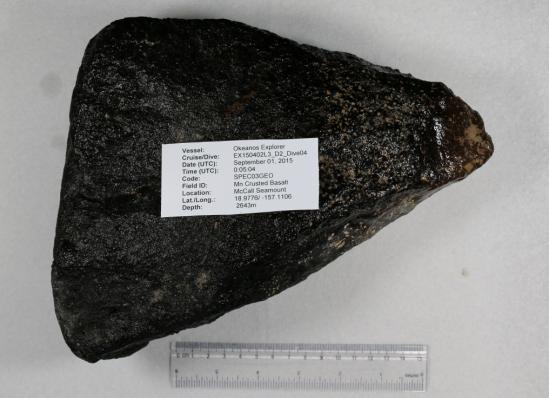 Vessel: Okeanos Explorer
Cruise/Dive: EX150402L3_D2_Dive04
Date (UTC): September 01, 2015
Time (UTC): 0:05:04
Code: SPEC03GEO
Field ID: Mn Crusted Basalt
Location: McCall Seamount
Lat./Long.: 18.9776/ -157.1106
Depth: 2643m